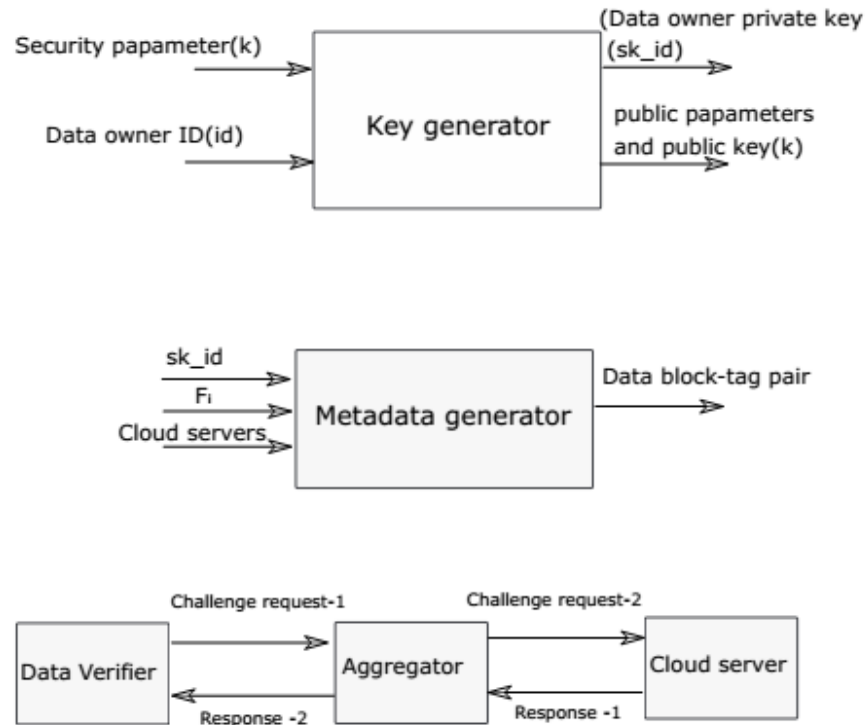 (Data owner private key
Security papameter(k)
(sk_id)
Key generator
Data owner ID(id)
public papameters
and public key(k)
sk_id
Fᵢ
Cloud servers
Metadata generator
Data block-tag pair
Challenge request-1
Challenge request-2
Data Verifier
Aggregator
Cloud server
Response -2
Response -1